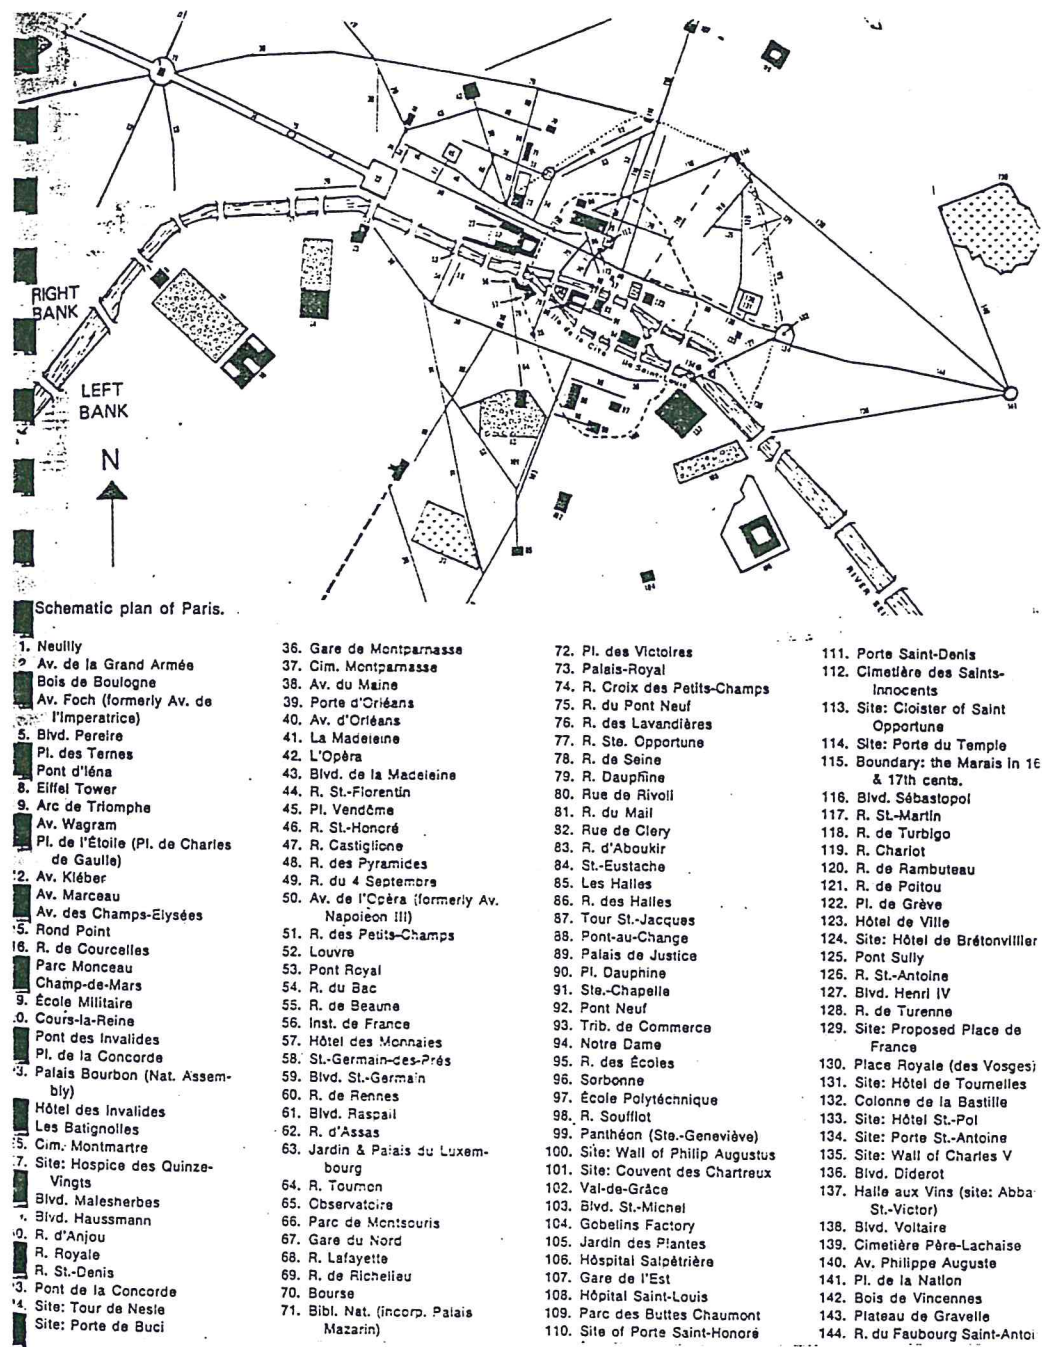 RIGHT
BANK
LEFT
BANK
N
Ile de la Cité
Ile Saint-Louis
RIVER SE
Schematic plan of Paris.
1. Neuilly
2. Av. de la Grand Armée
Bois de Boulogne
Av. Foch (formerly Av. de
l'Imperatrice)
5. Blvd. Pereire
Pl. des Ternes
Pont d'Iéna
8. Eiffel Tower
9. Arc de Triomphe
Av. Wagram
Pl. de l'Étoile (Pl. de Charles
de Gaulle)
2. Av. Kléber
Av. Marceau
Av. des Champs-Elysées
5. Rond Point
16. R. de Courcelles
Parc Monceau
Champ-de-Mars
9. École Militaire
0. Cours-la-Reine
Pont des Invalides
Pl. de la Concorde
3. Palais Bourbon (Nat. Assem-
bly)
Hôtel des Invalides
Les Batignolles
Cim. Montmartre
7. Site: Hospice des Quinze-
Vingts
Blvd. Malesherbes
Blvd. Haussmann
0. R. d'Anjou
R. Royale
R. St.-Denis
3. Pont de la Concorde
4. Site: Tour de Nesle
Site: Porte de Buci
36. Gare de Montparnasse
37. Cim. Montparnasse
38. Av. du Maine
39. Porte d'Orléans
40. Av. d'Orléans
41. La Madeleine
42. L'Opèra
43. Blvd. de la Madeleine
44. R. St.-Florentin
45. Pl. Vendôme
46. R. St.-Honoré
47. R. Castiglione
48. R. des Pyramides
49. R. du 4 Septembre
50. Av. de l'Opèra (formerly Av.
Napoleon III)
51. R. des Petits-Champs
52. Louvre
53. Pont Royal
54. R. du Bac
55. R. de Beaune
56. Inst. de France
57. Hôtel des Monnaies
58. St.-Germain-des-Prés
59. Blvd. St.-Germain
60. R. de Rennes
61. Blvd. Raspail
62. R. d'Assas
63. Jardin & Palais du Luxem-
bourg
64. R. Tournon
65. Observatoire
66. Parc de Montsouris
67. Gare du Nord
68. R. Lafayette
69. R. de Richelieu
70. Bourse
71. Bibl. Nat. (incorp. Palais
Mazarin)
72. Pl. des Victoires
73. Palais-Royal
74. R. Croix des Petits-Champs
75. R. du Pont Neuf
76. R. des Lavandières
77. R. Ste. Opportune
78. R. de Seine
79. R. Dauphine
80. Rue de Rivoli
81. R. du Mail
82. Rue de Clery
83. R. d'Aboukir
84. St.-Eustache
85. Les Halles
86. R. des Halles
87. Tour St.-Jacques
88. Pont-au-Change
89. Palais de Justice
90. Pl. Dauphine
91. Ste.-Chapelle
92. Pont Neuf
93. Trib. de Commerce
94. Notre Dame
95. R. des Écoles
96. Sorbonne
97. École Polytéchnique
98. R. Soufflot
99. Panthéon (Ste.-Geneviève)
100. Site: Wall of Philip Augustus
101. Site: Couvent des Chartreux
102. Val-de-Grâce
103. Blvd. St.-Michel
104. Gobelins Factory
105. Jardin des Plantes
106. Hôspital Salpêtrière
107. Gare de l'Est
108. Hôpital Saint-Louis
109. Parc des Buttes Chaumont
110. Site of Porte Saint-Honoré
111. Porte Saint-Denis
112. Cimetière des Saints-
Innocents
113. Site: Cloister of Saint
Opportune
114. Site: Porte du Temple
115. Boundary: the Marais in 16
& 17th cents.
116. Blvd. Sébastopol
117. R. St.-Martin
118. R. de Turbigo
119. R. Charlot
120. R. de Rambuteau
121. R. de Poitou
122. Pl. de Grève
123. Hôtel de Ville
124. Site: Hôtel de Brétonvillier
125. Pont Sully
126. R. St.-Antoine
127. Blvd. Henri IV
128. R. de Turenne
129. Site: Proposed Place de
France
130. Place Royale (des Vosges)
131. Site: Hôtel de Tournelles
132. Colonne de la Bastille
133. Site: Hôtel St.-Pol
134. Site: Porte St.-Antoine
135. Site: Wall of Charles V
136. Blvd. Diderot
137. Halle aux Vins (site: Abba
St.-Victor)
138. Blvd. Voltaire
139. Cimetière Père-Lachaise
140. Av. Philippe Auguste
141. Pl. de la Nation
142. Bois de Vincennes
143. Plateau de Gravelle
144. R. du Faubourg Saint-Antoi